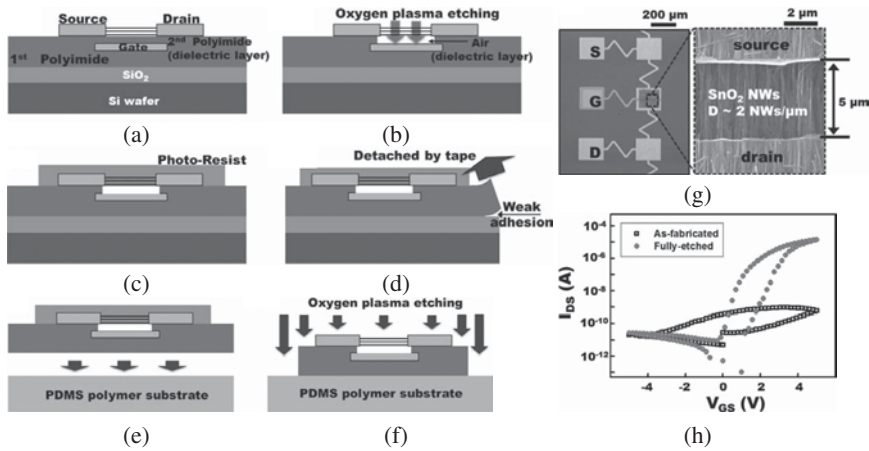 Source Drain
Gate
2nd Polyimide
(dielectric layer)
1st Polyimide
SiO2
Si wafer
(a)
Oxygen plasma etching
Air
(dielectric layer)
(b)
Photo-Resist
(c)
Detached by tape
Weak
adhesion
(d)
PDMS polymer substrate
(e)
Oxygen plasma etching
PDMS polymer substrate
(f)
200 µm
2 µm
S
G
D
source
SnO2 NWs
D ~ 2 NWs/µm
drain
5 µm
(g)
As-fabricated
Fully-etched
IDS (A)
10-4
10-6
10-8
10-10
10-12
-4 -2 0 2 4
VGS (V)
(h)